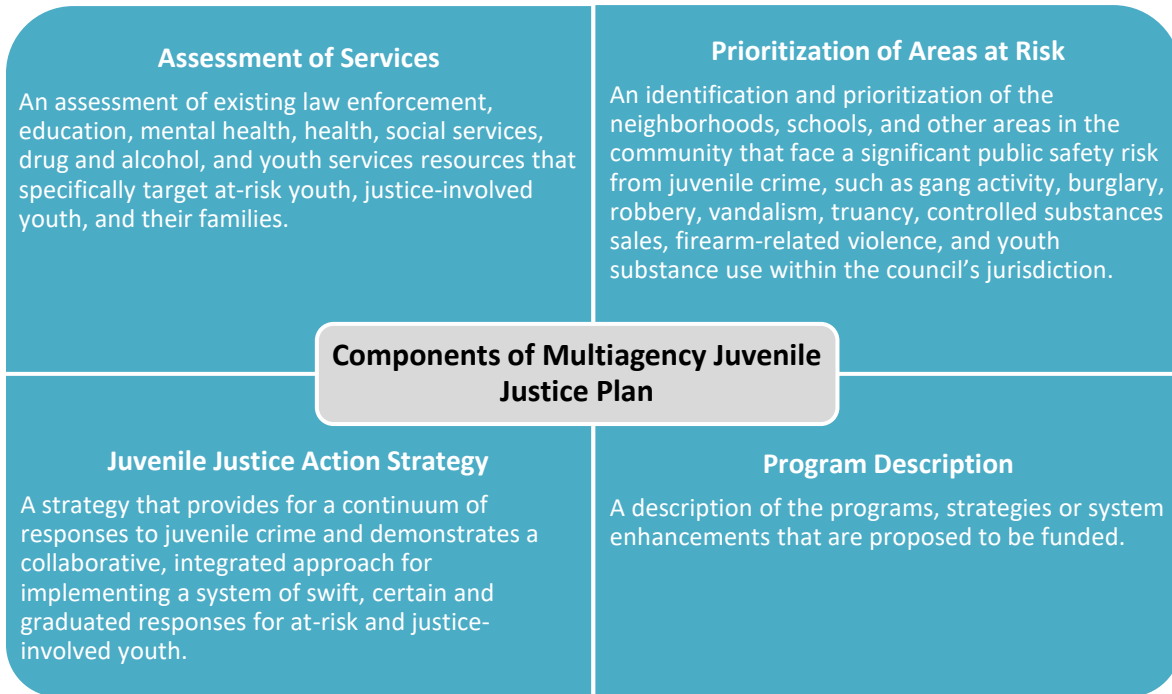 Assessment of Services
An assessment of existing law enforcement,
education, mental health, health, social services,
drug and alcohol, and youth services resources that
specifically target at-risk youth, justice-involved
youth, and their families.
Prioritization of Areas at Risk
An identification and prioritization of the
neighborhoods, schools, and other areas in the
community that face a significant public safety risk
from juvenile crime, such as gang activity, burglary,
robbery, vandalism, truancy, controlled substances
sales, firearm-related violence, and youth
substance use within the council’s jurisdiction.
Components of Multiagency Juvenile
Justice Plan
Juvenile Justice Action Strategy
A strategy that provides for a continuum of
responses to juvenile crime and demonstrates a
collaborative, integrated approach for
implementing a system of swift, certain and
graduated responses for at-risk and justice-
involved youth.
Program Description
A description of the programs, strategies or system
enhancements that are proposed to be funded.